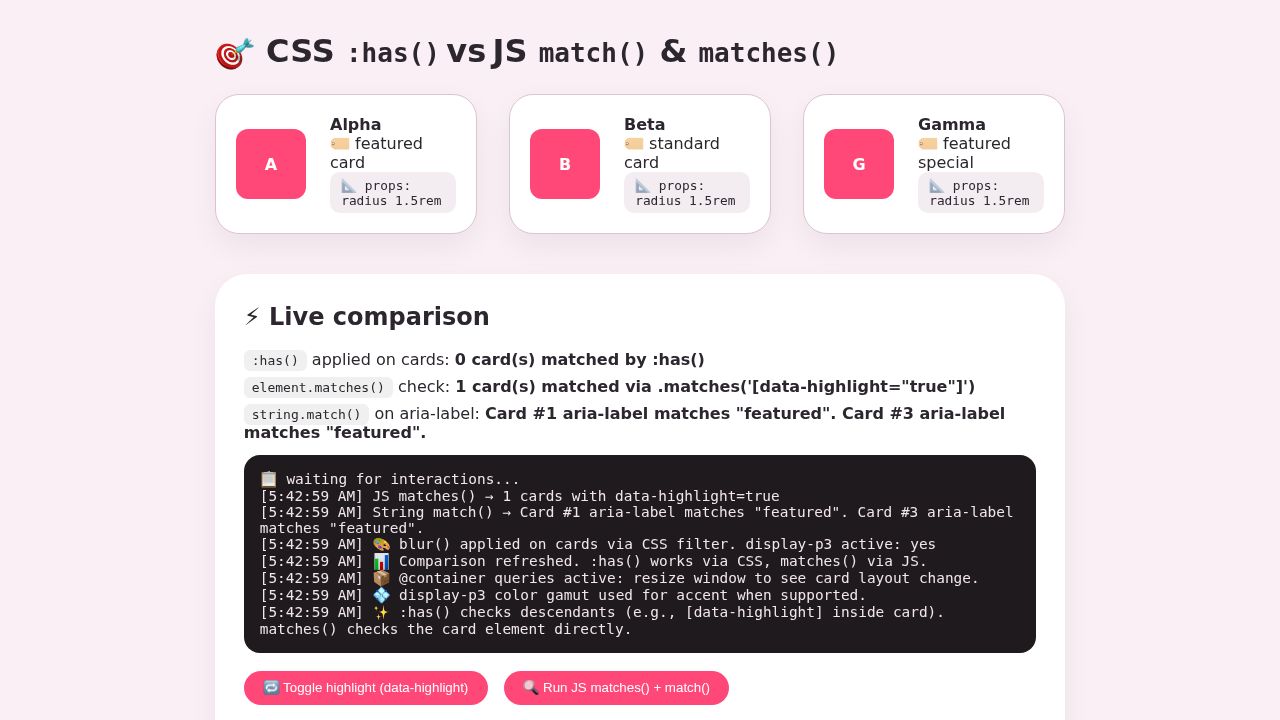 🎯 CSS :has() vs JS match() & matches()
A
Alpha
🏷️ featured
card
📐 props:
radius 1.5rem
B
Beta
🏷️ standard
card
📐 props:
radius 1.5rem
G
Gamma
🏷️ featured
special
📐 props:
radius 1.5rem
⚡ Live comparison
:has() applied on cards: 0 card(s) matched by :has()
element.matches() check: 1 card(s) matched via .matches('[data-highlight="true"]')
string.match() on aria-label: Card #1 aria-label matches "featured". Card #3 aria-label
matches "featured".
📋 waiting for interactions...
[5:42:59 AM] JS matches() → 1 cards with data-highlight=true
[5:42:59 AM] String match() → Card #1 aria-label matches "featured". Card #3 aria-label
matches "featured".
[5:42:59 AM] 🎨 blur() applied on cards via CSS filter. display-p3 active: yes
[5:42:59 AM] 📊 Comparison refreshed. :has() works via CSS, matches() via JS.
[5:42:59 AM] 📦 @container queries active: resize window to see card layout change.
[5:42:59 AM] 💠 display-p3 color gamut used for accent when supported.
[5:42:59 AM] ✨ :has() checks descendants (e.g., [data-highlight] inside card).
matches() checks the card element directly.
🔁 Toggle highlight (data-highlight)
🔍 Run JS matches() + match()